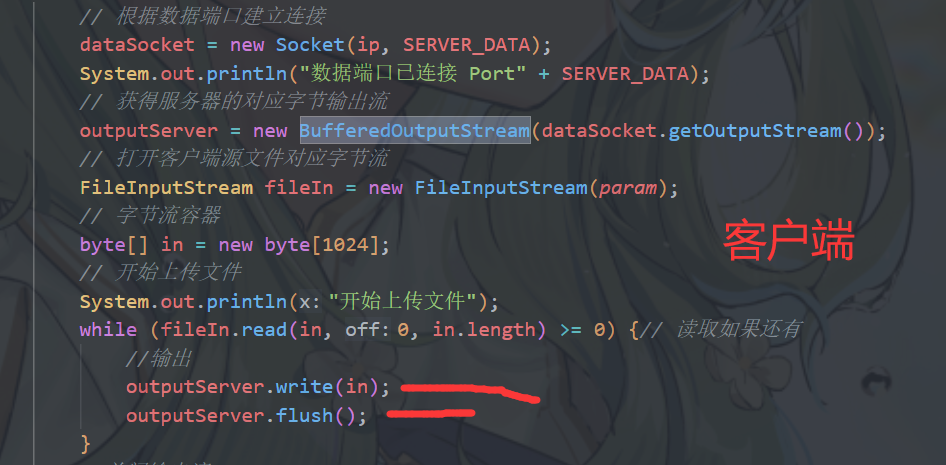 // 根据数据端口建立连接
dataSocket = new Socket(ip, SERVER_DATA);
System.out.println("数据端口已连接 Port" + SERVER_DATA);
// 获得服务器的对应字节输出流
outputServer = new BufferedOutputStream(dataSocket.getOutputStream());
// 打开客户端源文件对应字节流
FileInputStream fileIn = new FileInputStream(param);
// 字节流容器
byte[] in = new byte[1024];
客户端
// 开始上传文件
System.out.println(x: "开始上传文件");
while (fileIn.read(in, off: 0, in.length) >= 0) {// 读取如果还有
//输出
outputServer.write(in);
outputServer.flush();
}